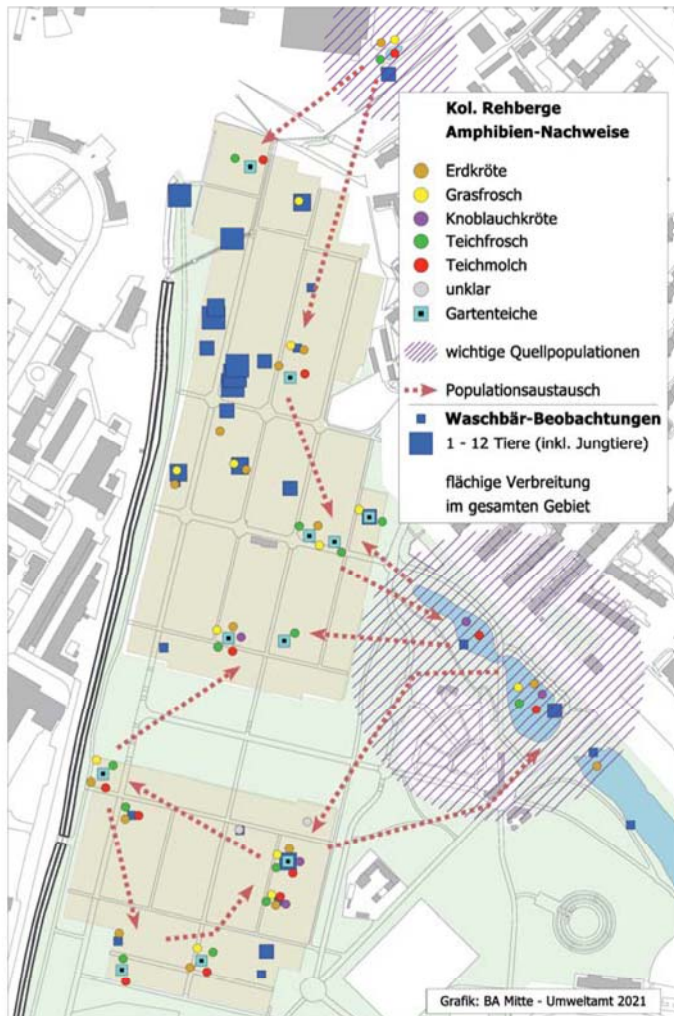 Kol. Rehberge
Amphibien-Nachweise
Erdkröte
Grasfrosch
Knoblauchkröte
Teichfrosch
Teichmolch
unklar
Gartenteiche
wichtige Quellpopulationen
Populationsaustausch
Waschbär-Beobachtungen
1 - 12 Tiere (inkl. Jungtiere)
flächige Verbreitung
im gesamten Gebiet
Grafik: BA Mitte - Umweltamt 2021